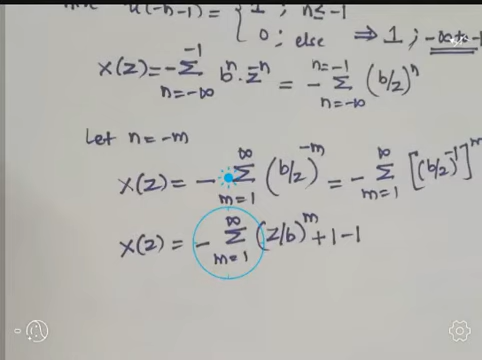 u(-n-1) = { 1 ; n ≤ -1
0 ; else ⇒ 1 ; -∞ to -1
X(z) = - Σ_{n=-∞}^{-1} b^n · z^{-n} = - Σ_{n=-∞}^{n=-1} (b/z)^n
Let n = -m
X(z) = - Σ_{m=1}^{∞} (b/z)^{-m} = - Σ_{m=1}^{∞} [(b/z)^{-1}]^m
X(z) = - Σ_{m=1}^{∞} (z/b)^m + 1 - 1